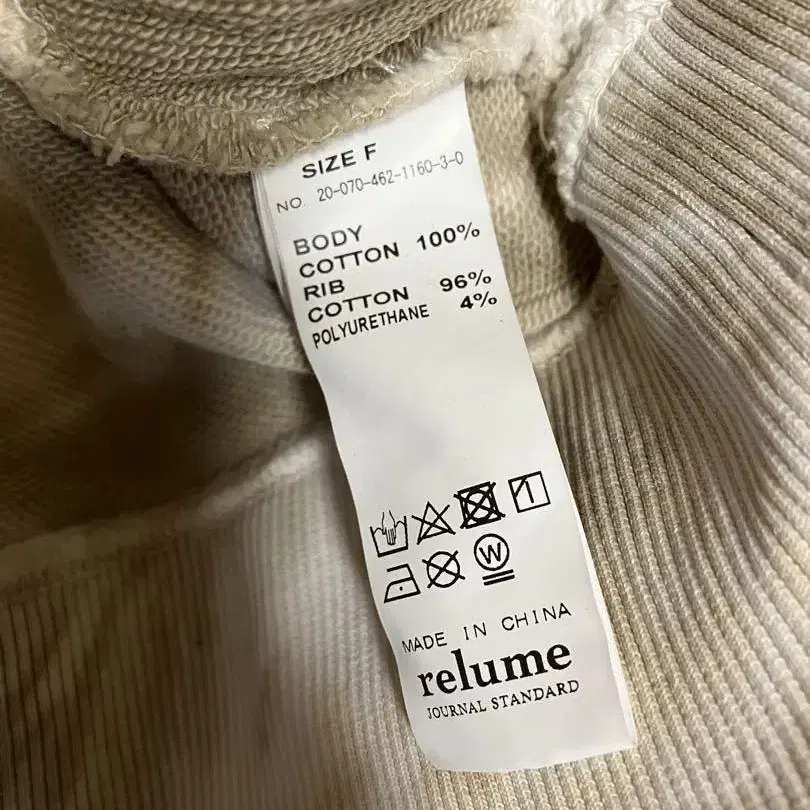 SIZE F
NO. 20-070-462-1160-3-0
BODY
COTTON 100%
RIB
COTTON 96%
POLYURETHANE 4%
W
MADE IN CHINA
relume
JOURNAL STANDARD